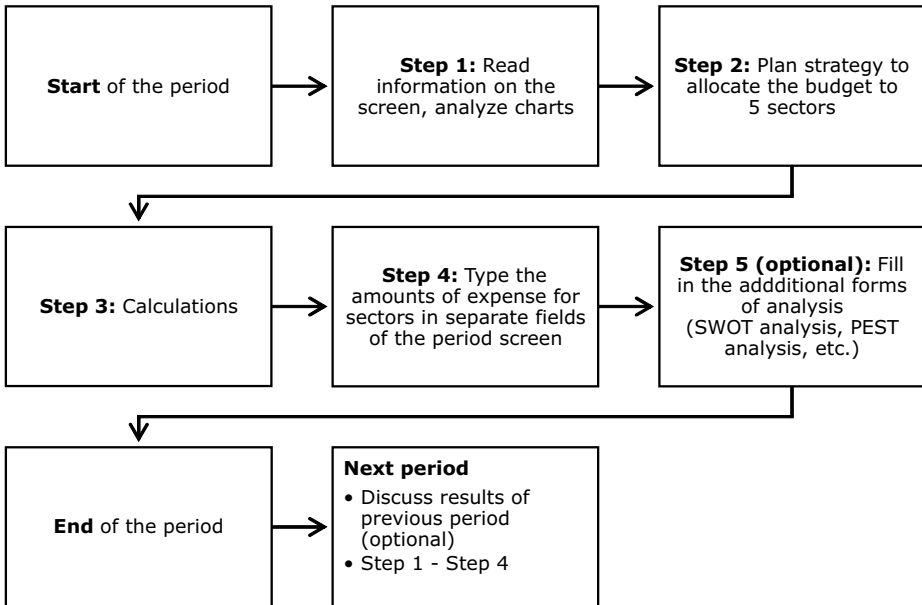 Start of the period
Step 1: Read
information on the
screen, analyze charts
Step 2: Plan strategy to
allocate the budget to
5 sectors
Step 3: Calculations
Step 4: Type the
amounts of expense for
sectors in separate fields
of the period screen
Step 5 (optional): Fill
in the addditional forms
of analysis
(SWOT analysis, PEST
analysis, etc.)
End of the period
Next period
• Discuss results of
previous period
(optional)
• Step 1 - Step 4